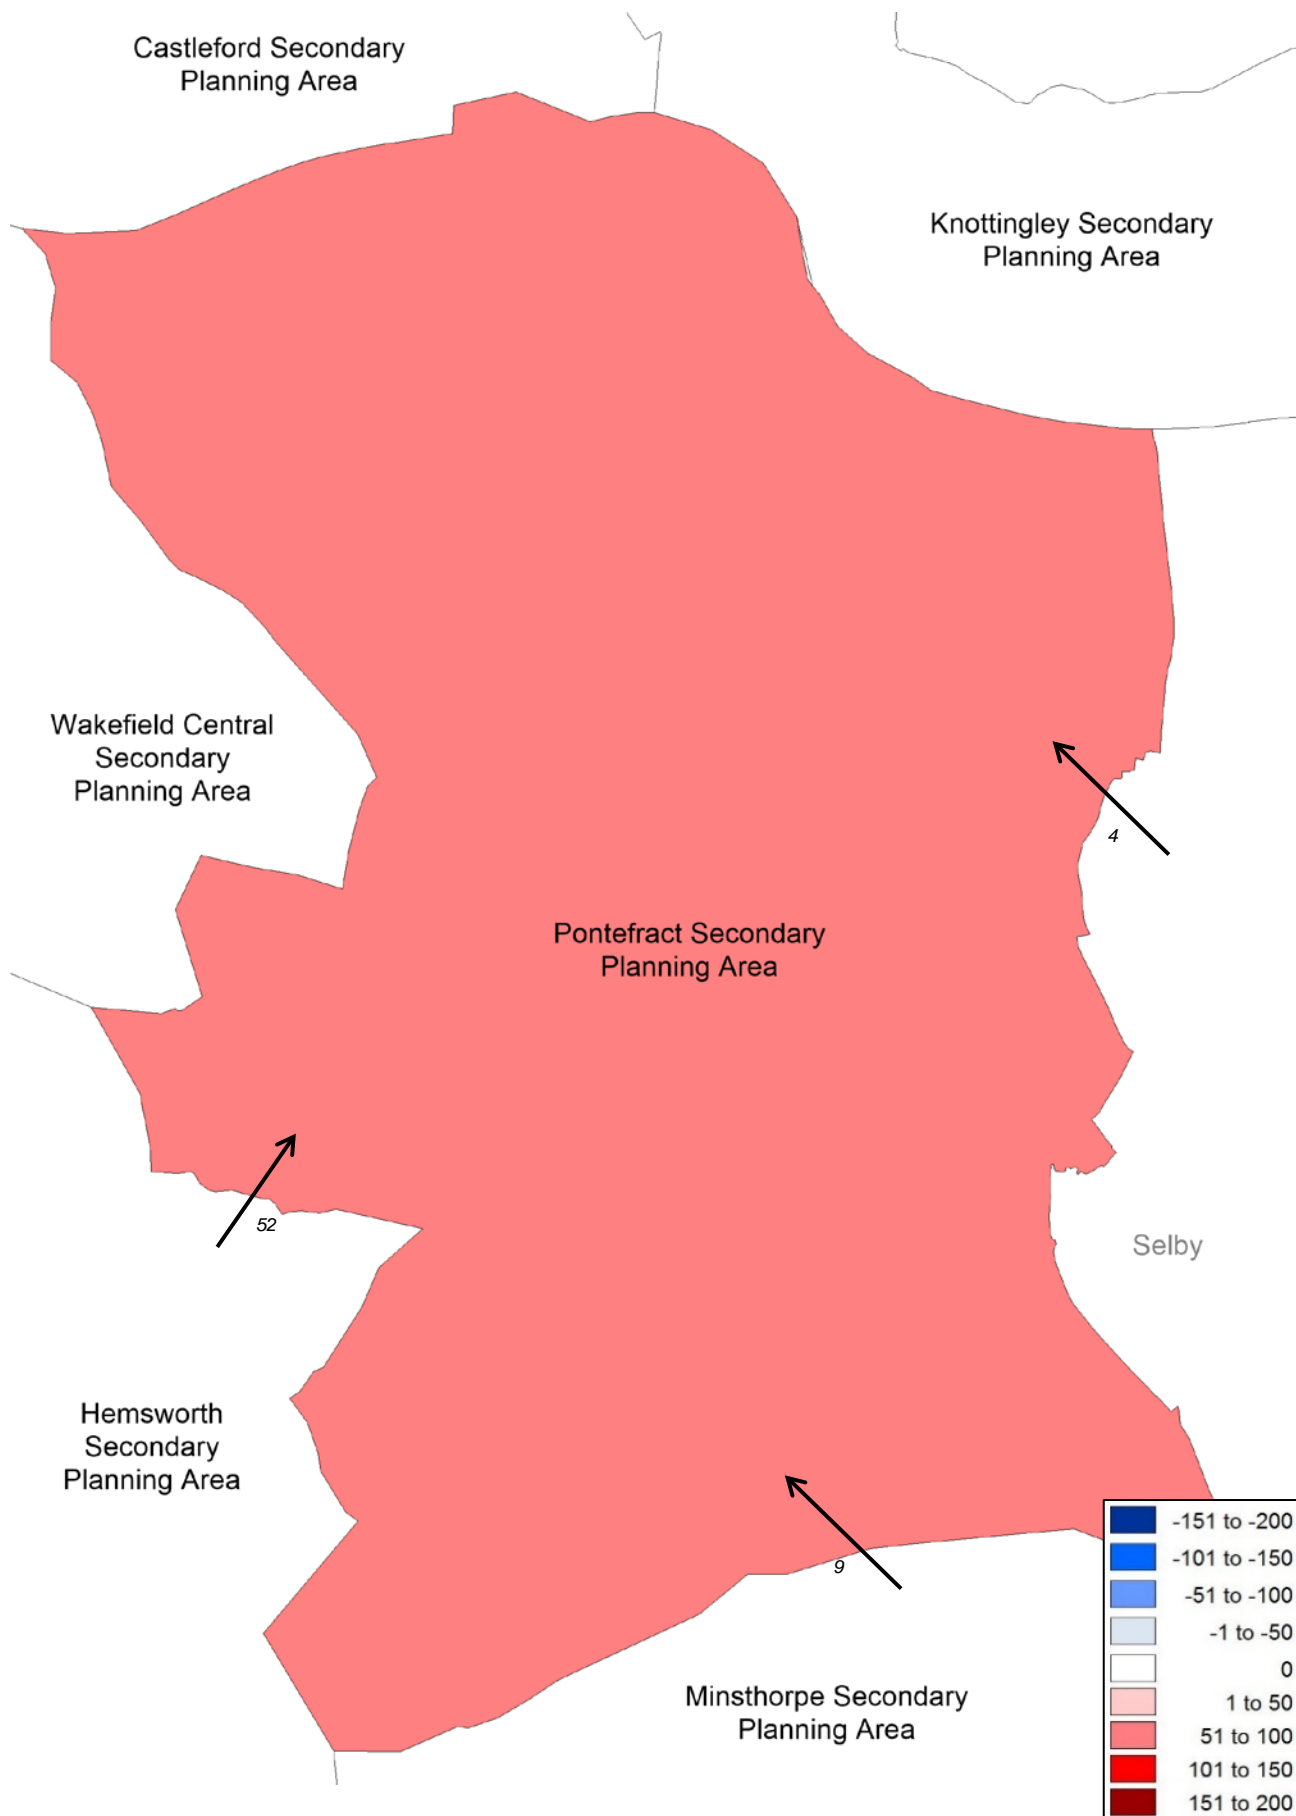 Castleford Secondary
Planning Area
Knottingley Secondary
Planning Area
Wakefield Central
Secondary
Planning Area
4
Pontefract Secondary
Planning Area
52
Selby
Hemsworth
Secondary
Planning Area
9
Minsthorpe Secondary
Planning Area
-151 to -200
-101 to -150
-51 to -100
-1 to -50
0
1 to 50
51 to 100
101 to 150
151 to 200